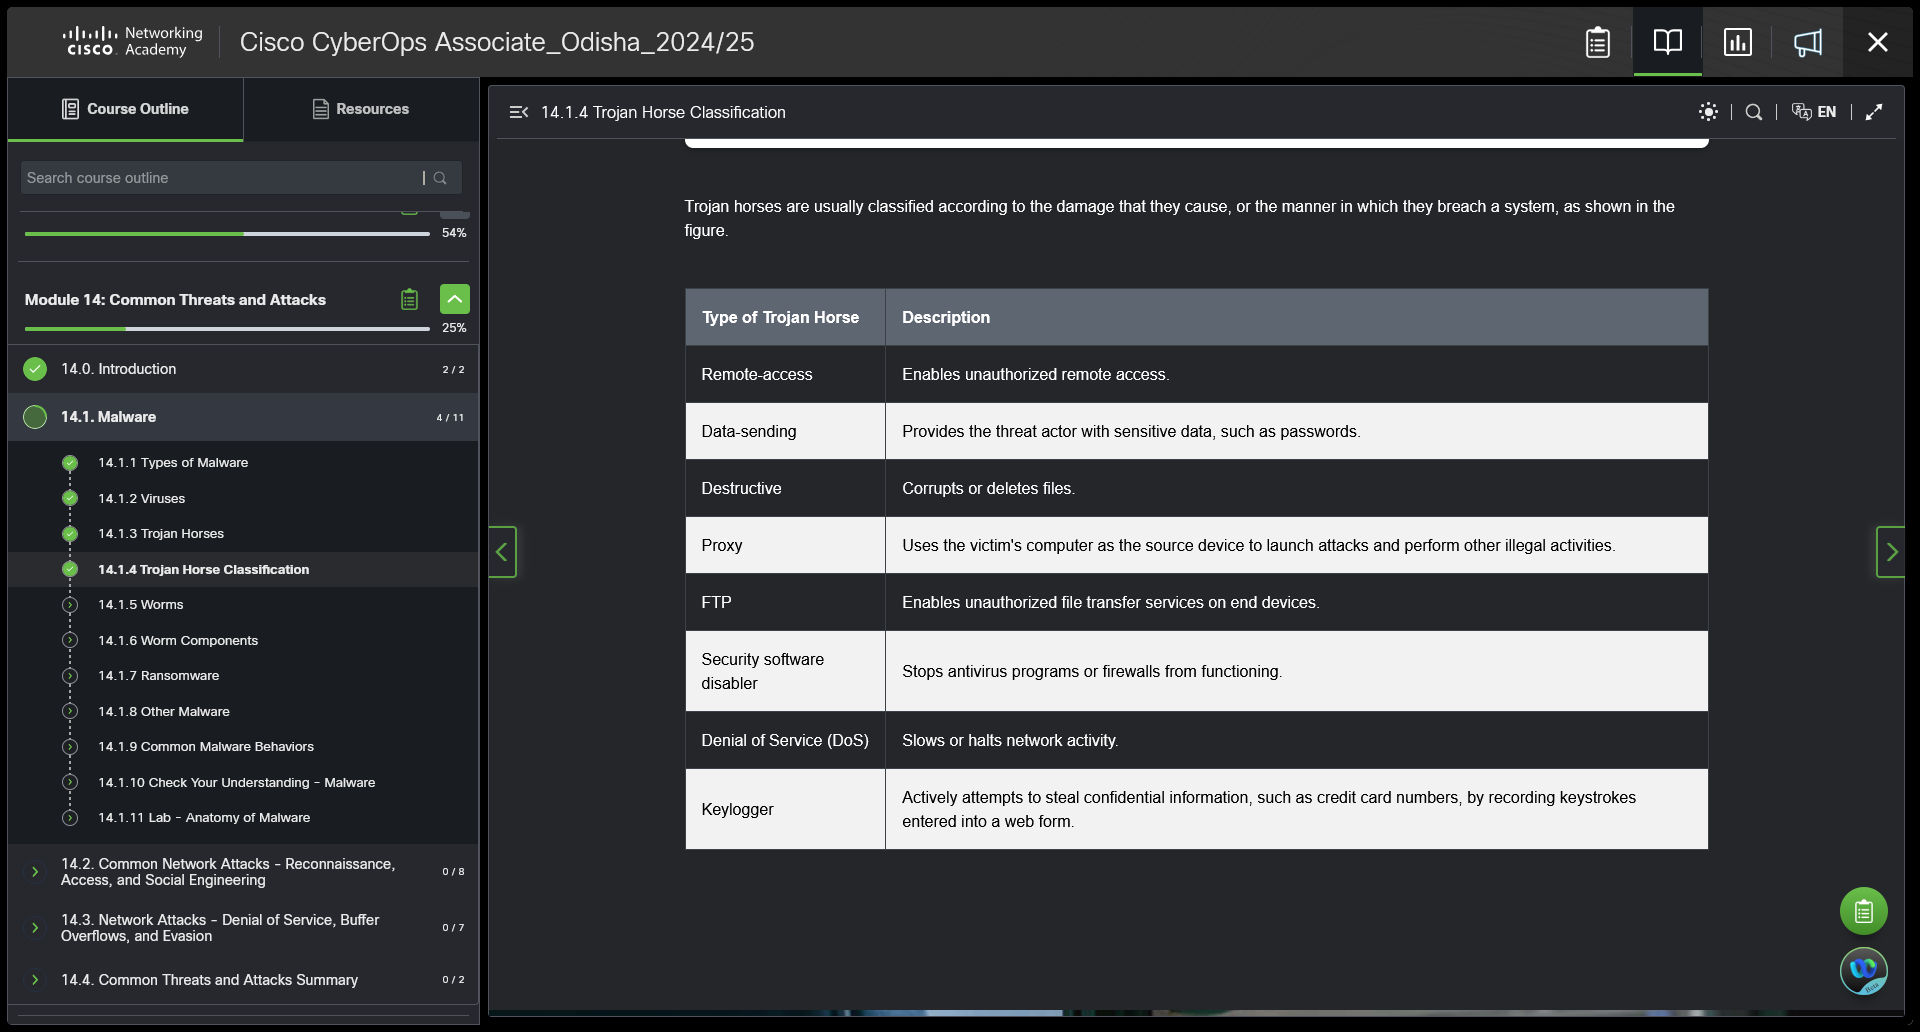 CISCO
Networking
Academy
Cisco CyberOps Associate_Odisha_2024/25
Course Outline
Resources
Search course outline
54%
Module 14: Common Threats and Attacks
25%
14.0. Introduction
2 / 2
14.1. Malware
4 / 11
14.1.1 Types of Malware
14.1.2 Viruses
14.1.3 Trojan Horses
14.1.4 Trojan Horse Classification
14.1.5 Worms
14.1.6 Worm Components
14.1.7 Ransomware
14.1.8 Other Malware
14.1.9 Common Malware Behaviors
14.1.10 Check Your Understanding - Malware
14.1.11 Lab - Anatomy of Malware
14.2. Common Network Attacks - Reconnaissance,
Access, and Social Engineering
0 / 8
14.3. Network Attacks - Denial of Service, Buffer
Overflows, and Evasion
0 / 7
14.4. Common Threats and Attacks Summary
0 / 2
14.1.4 Trojan Horse Classification
EN
Trojan horses are usually classified according to the damage that they cause, or the manner in which they breach a system, as shown in the
figure.
Type of Trojan Horse
Description
Remote-access
Enables unauthorized remote access.
Data-sending
Provides the threat actor with sensitive data, such as passwords.
Destructive
Corrupts or deletes files.
Proxy
Uses the victim's computer as the source device to launch attacks and perform other illegal activities.
FTP
Enables unauthorized file transfer services on end devices.
Security software
disabler
Stops antivirus programs or firewalls from functioning.
Denial of Service (DoS)
Slows or halts network activity.
Keylogger
Actively attempts to steal confidential information, such as credit card numbers, by recording keystrokes
entered into a web form.
Beta